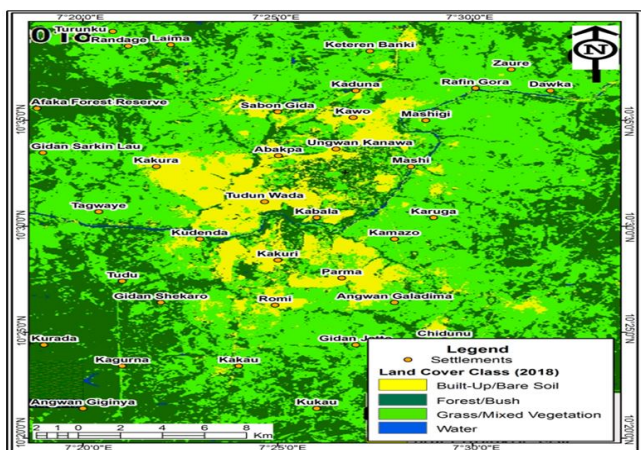 7°20'0"E 7°25'0"E 7°30'0"E
Turunku
Randage Laima
Keteren Banki
N
Zaure
Kaduna
Rafin Gora Dawka
Afaka Forest Reserve
Sabon Gida
Kawo
Mashigi
10°35'0"N 10°35'0"N
Gidan Sarkin Lau
Ungwan Kanawa
Abakpa
Kakura
Mashi
Tudun Wada
Tagwaye
Kabala
Karuga
10°30'0"N 10°30'0"N
Kudenda
Kamazo
Kakuri
Tudu
Parma
Gidan Shekaro
Romi
Angwan Galadima
10°25'0"N 10°25'0"N
Chidunu
Kurada
Gidan
Kagurna
Kakau
Angwan Giginya
Kukau
Legend
Settlements
Land Cover Class (2018)
Built-Up/Bare Soil
Forest/Bush
Grass/Mixed Vegetation
Water
2 1 0 2 4 6 8
Km
10°20'0"N 10°20'0"N
7°20'0"E 7°25'0"E 7°30'0"E